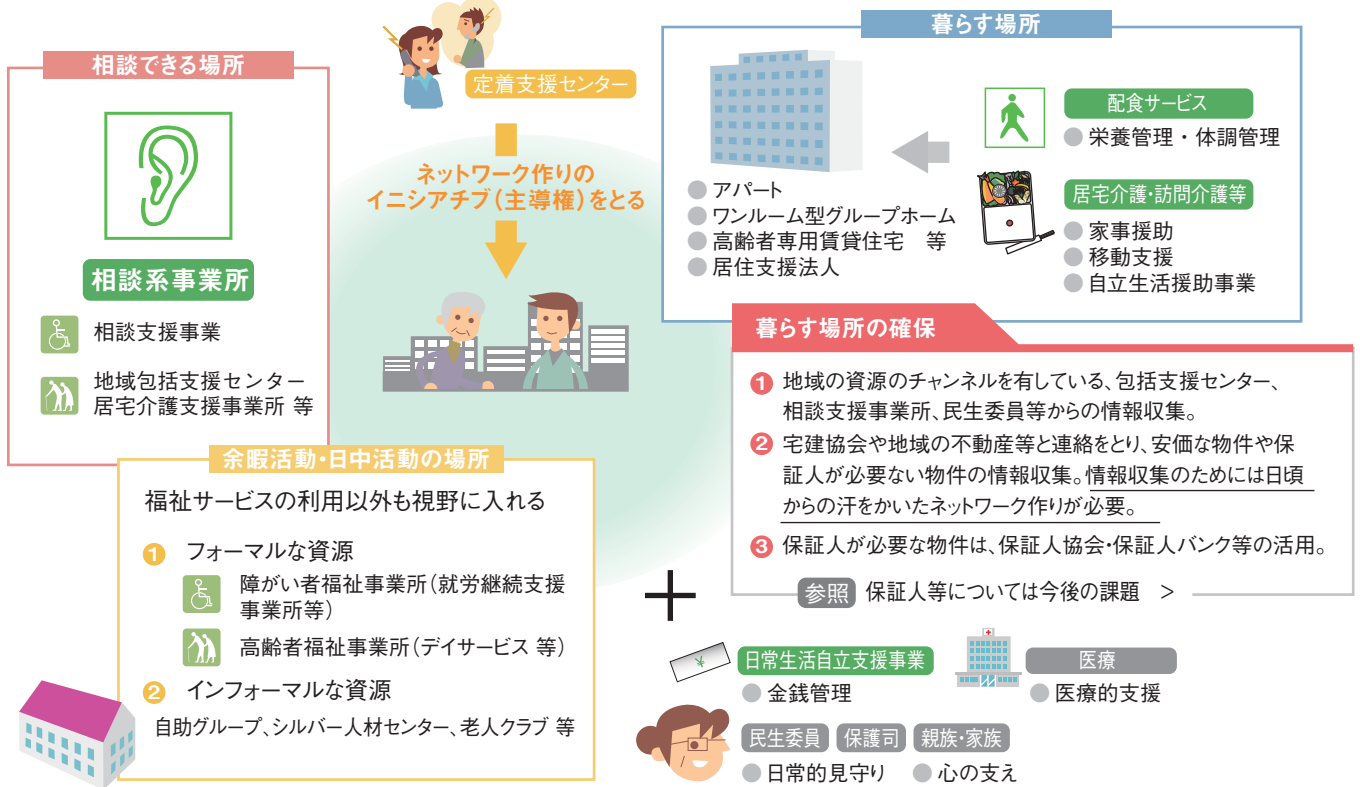 相談できる場所
相談系事業所
相談支援事業
地域包括支援センター
居宅介護支援事業所 等
定着支援センター
ネットワーク作りの
イニシアチブ(主導権)をとる
暮らす場所
アパート
ワンルーム型グループホーム
高齢者専用賃貸住宅　等
居住支援法人
配食サービス
栄養管理・体調管理
居宅介護・訪問介護等
家事援助
移動支援
自立生活援助事業
暮らす場所の確保
1 地域の資源のチャンネルを有している、包括支援センター、
相談支援事業所、民生委員等からの情報収集。
2 宅建協会や地域の不動産等と連絡をとり、安価な物件や保
証人が必要ない物件の情報収集。情報収集のためには日頃
からの汗をかいたネットワーク作りが必要。
3 保証人が必要な物件は、保証人協会・保証人バンク等の活用。
参照 保証人等については今後の課題 >
余暇活動・日中活動の場所
福祉サービスの利用以外も視野に入れる
1 フォーマルな資源
障がい者福祉事業所(就労継続支援
事業所等)
高齢者福祉事業所(デイサービス 等)
2 インフォーマルな資源
自助グループ、シルバー人材センター、老人クラブ 等
+
¥
日常生活自立支援事業
金銭管理
医療
医療的支援
民生委員 保護司 親族・家族
日常的見守り 心の支え